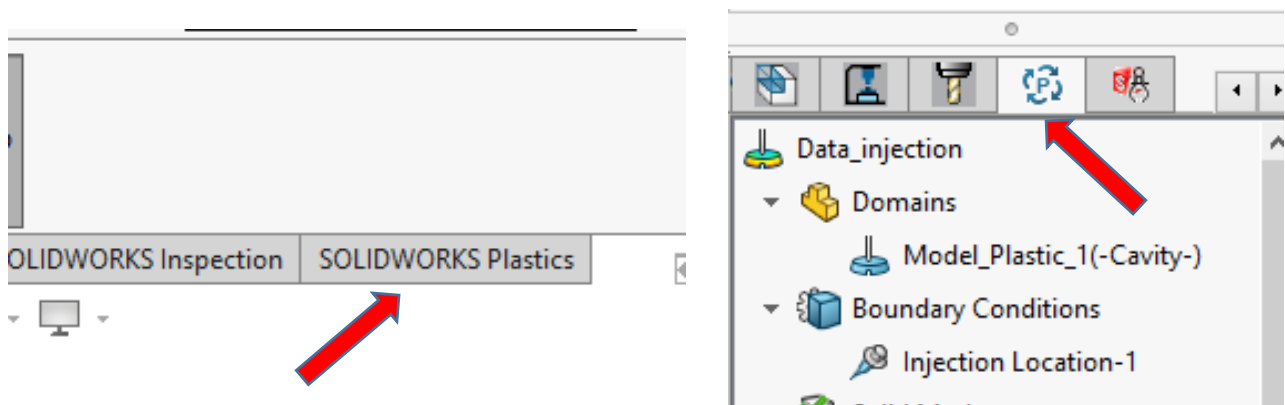 OLIDWORKS Inspection
SOLIDWORKS Plastics
P
Data_injection
Domains
Model_Plastic_1(-Cavity-)
Boundary Conditions
Injection Location-1